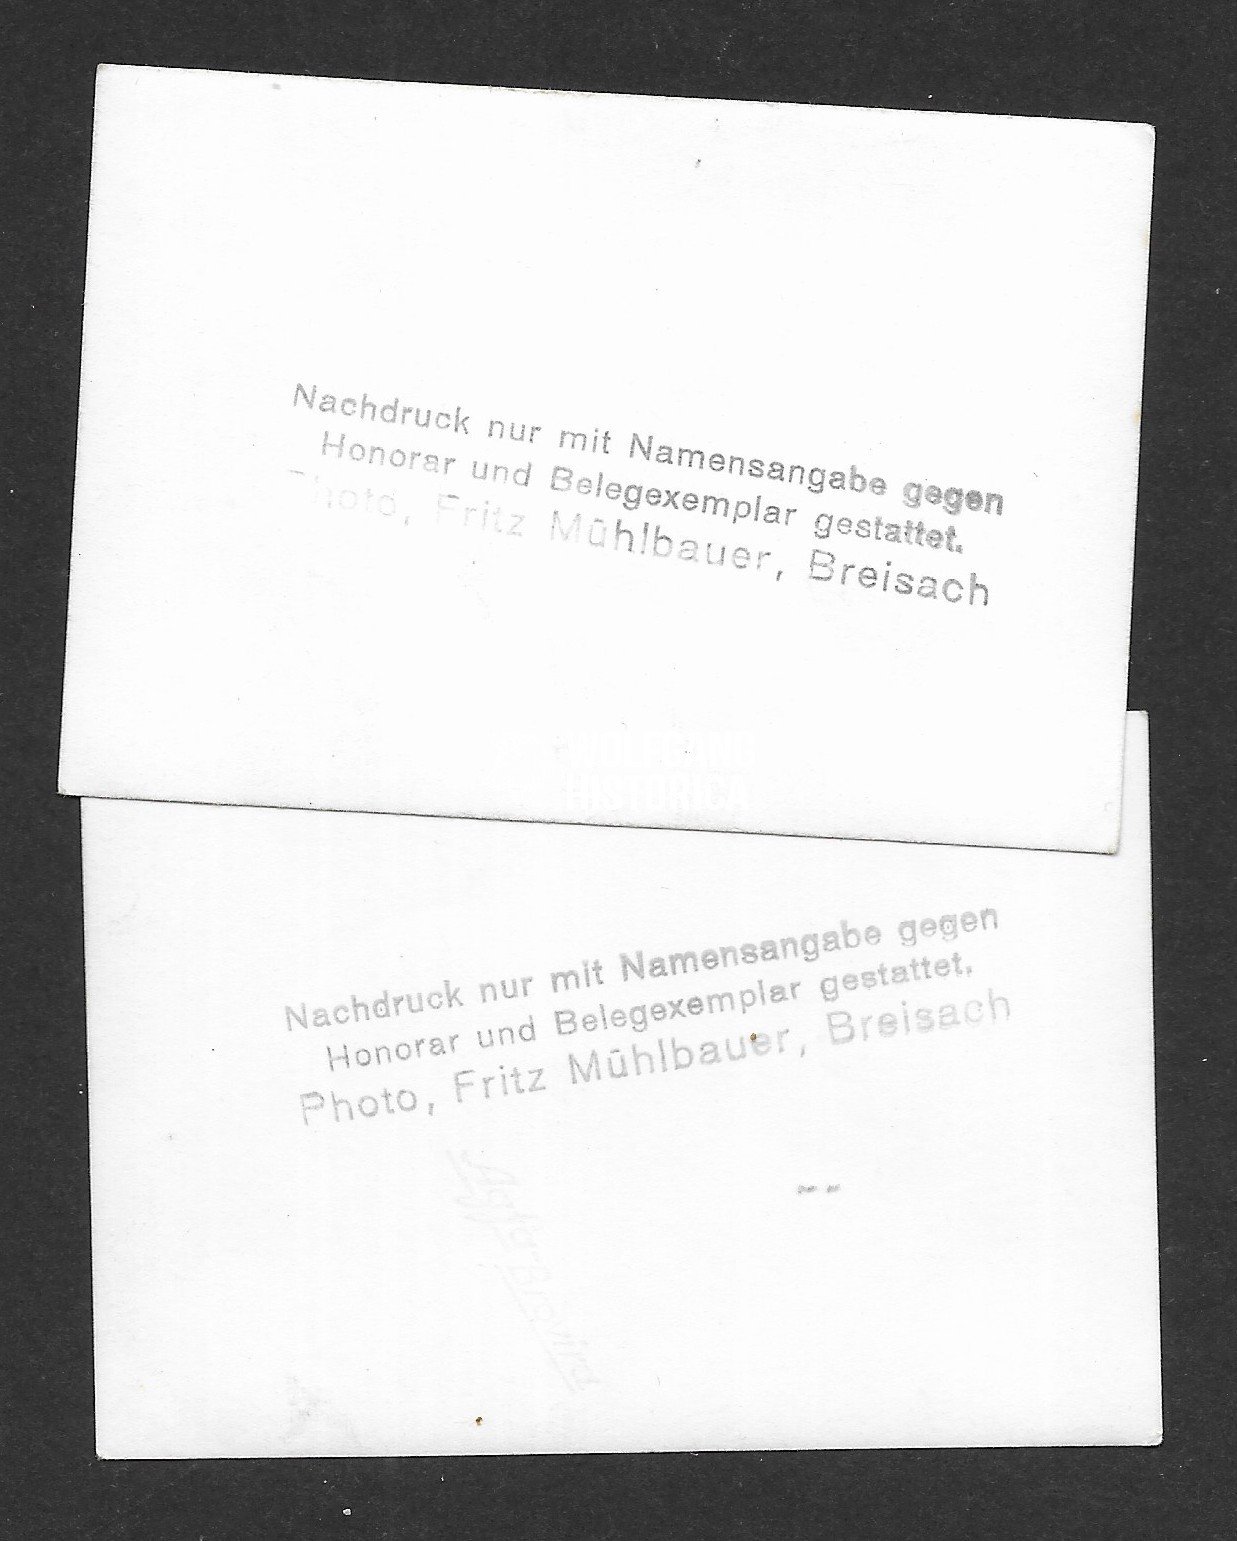 Nachdruck nur mit Namensangabe gegen
Honorar und Belegexemplar gestattet.
Photo, Fritz Mühlbauer, Breisach
HISTORICA
Nachdruck nur mit Namensangabe gegen
Honorar und Belegexemplar gestattet.
Photo, Fritz Mühlbauer, Breisach